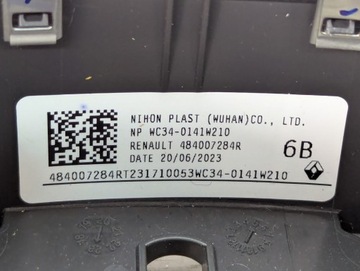 NIHON PLAST (WUHAN)CO., LTD.
NP WC34-0141W210
RENAULT 484007284R
DATE 20/06/2023
6B
484007284RT231710053WC34-0141W210